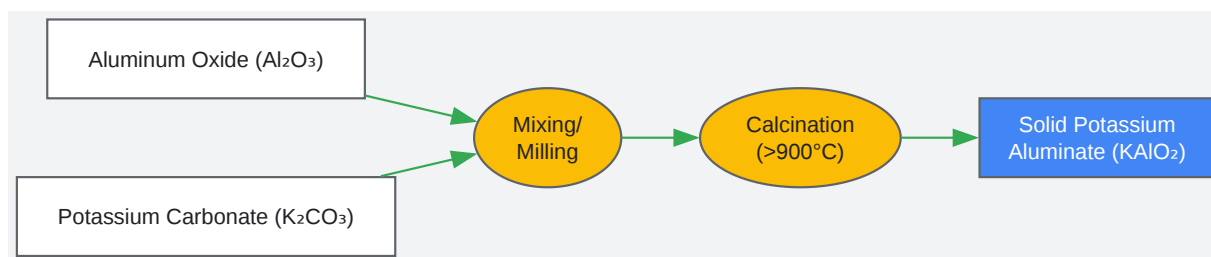 Aluminum Oxide (Al₂O₃)
Potassium Carbonate (K₂CO₃)
Mixing/
Milling
Calcination
(>900°C)
Solid Potassium
Aluminate (KAlO₂)